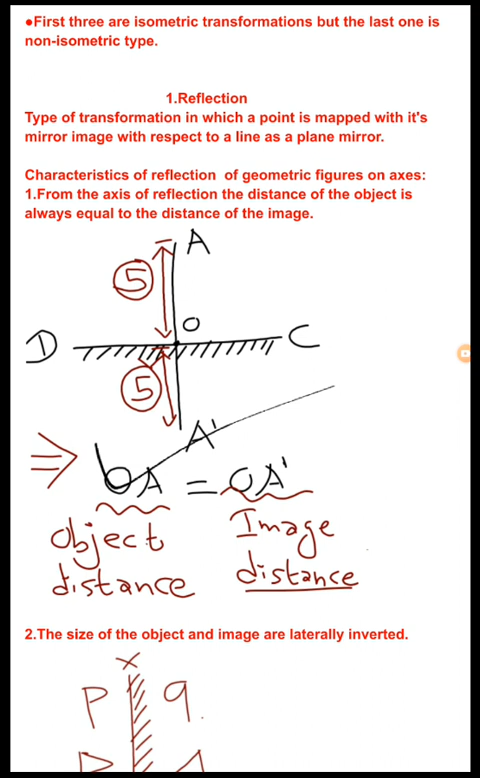 ●First three are isometric transformations but the last one is
non-isometric type.
1.Reflection
Type of transformation in which a point is mapped with it's
mirror image with respect to a line as a plane mirror.
Characteristics of reflection of geometric figures on axes:
1.From the axis of reflection the distance of the object is
always equal to the distance of the image.
A
5
O
D C
5
A'
⇒ OA = OA'
object Image
distance distance
2.The size of the object and image are laterally inverted.
X
P q